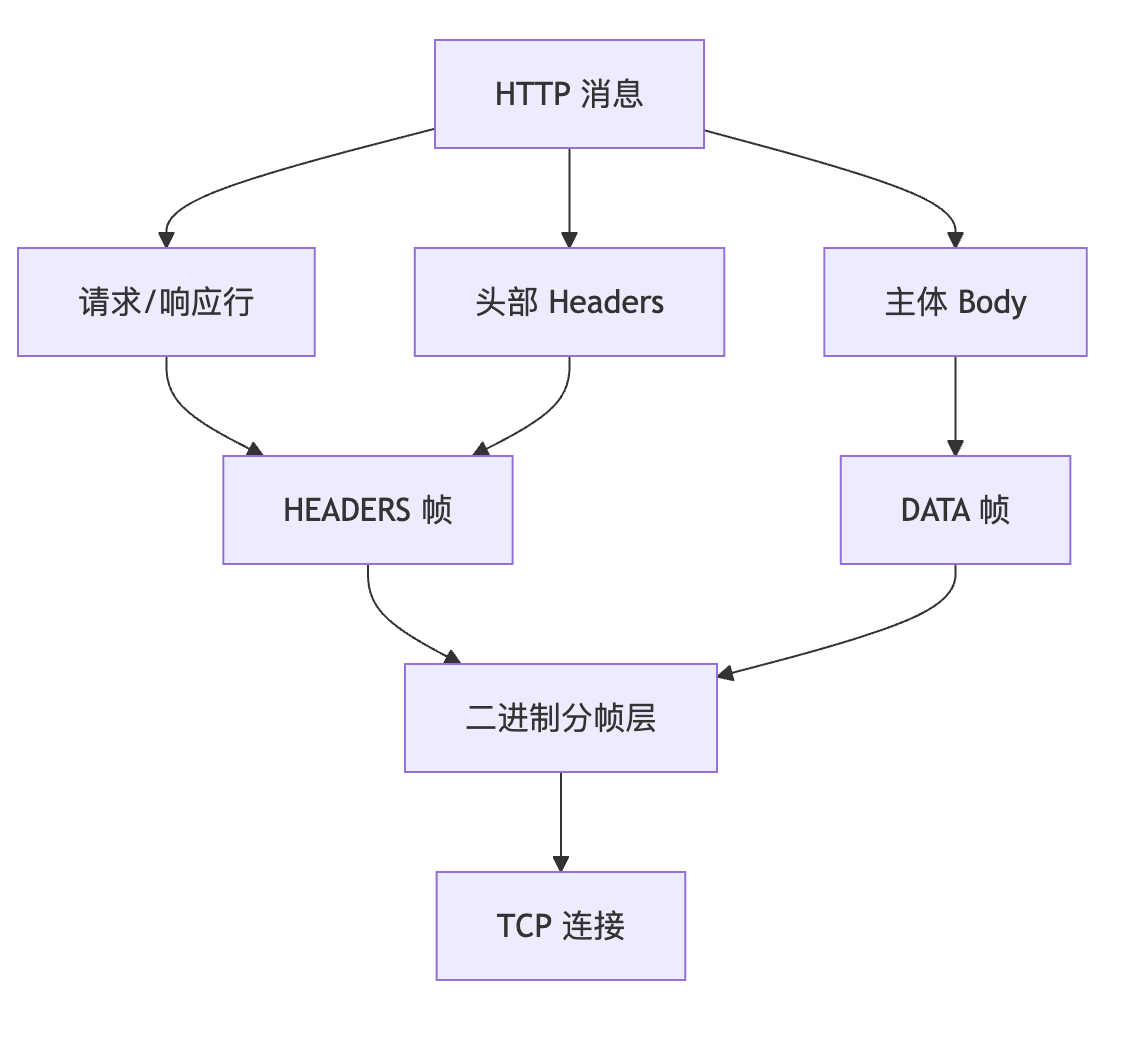 HTTP 消息
请求/响应行
头部 Headers
主体 Body
HEADERS 帧
DATA 帧
二进制分帧层
TCP 连接